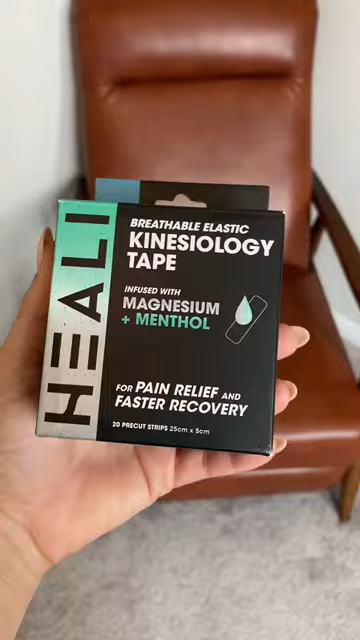 HEALI
BREATHABLE ELASTIC
KINESIOLOGY
TAPE
INFUSED WITH
MAGNESIUM
+ MENTHOL
FOR PAIN RELIEF AND
FASTER RECOVERY
20 PRECUT STRIPS 25cm x 5cm